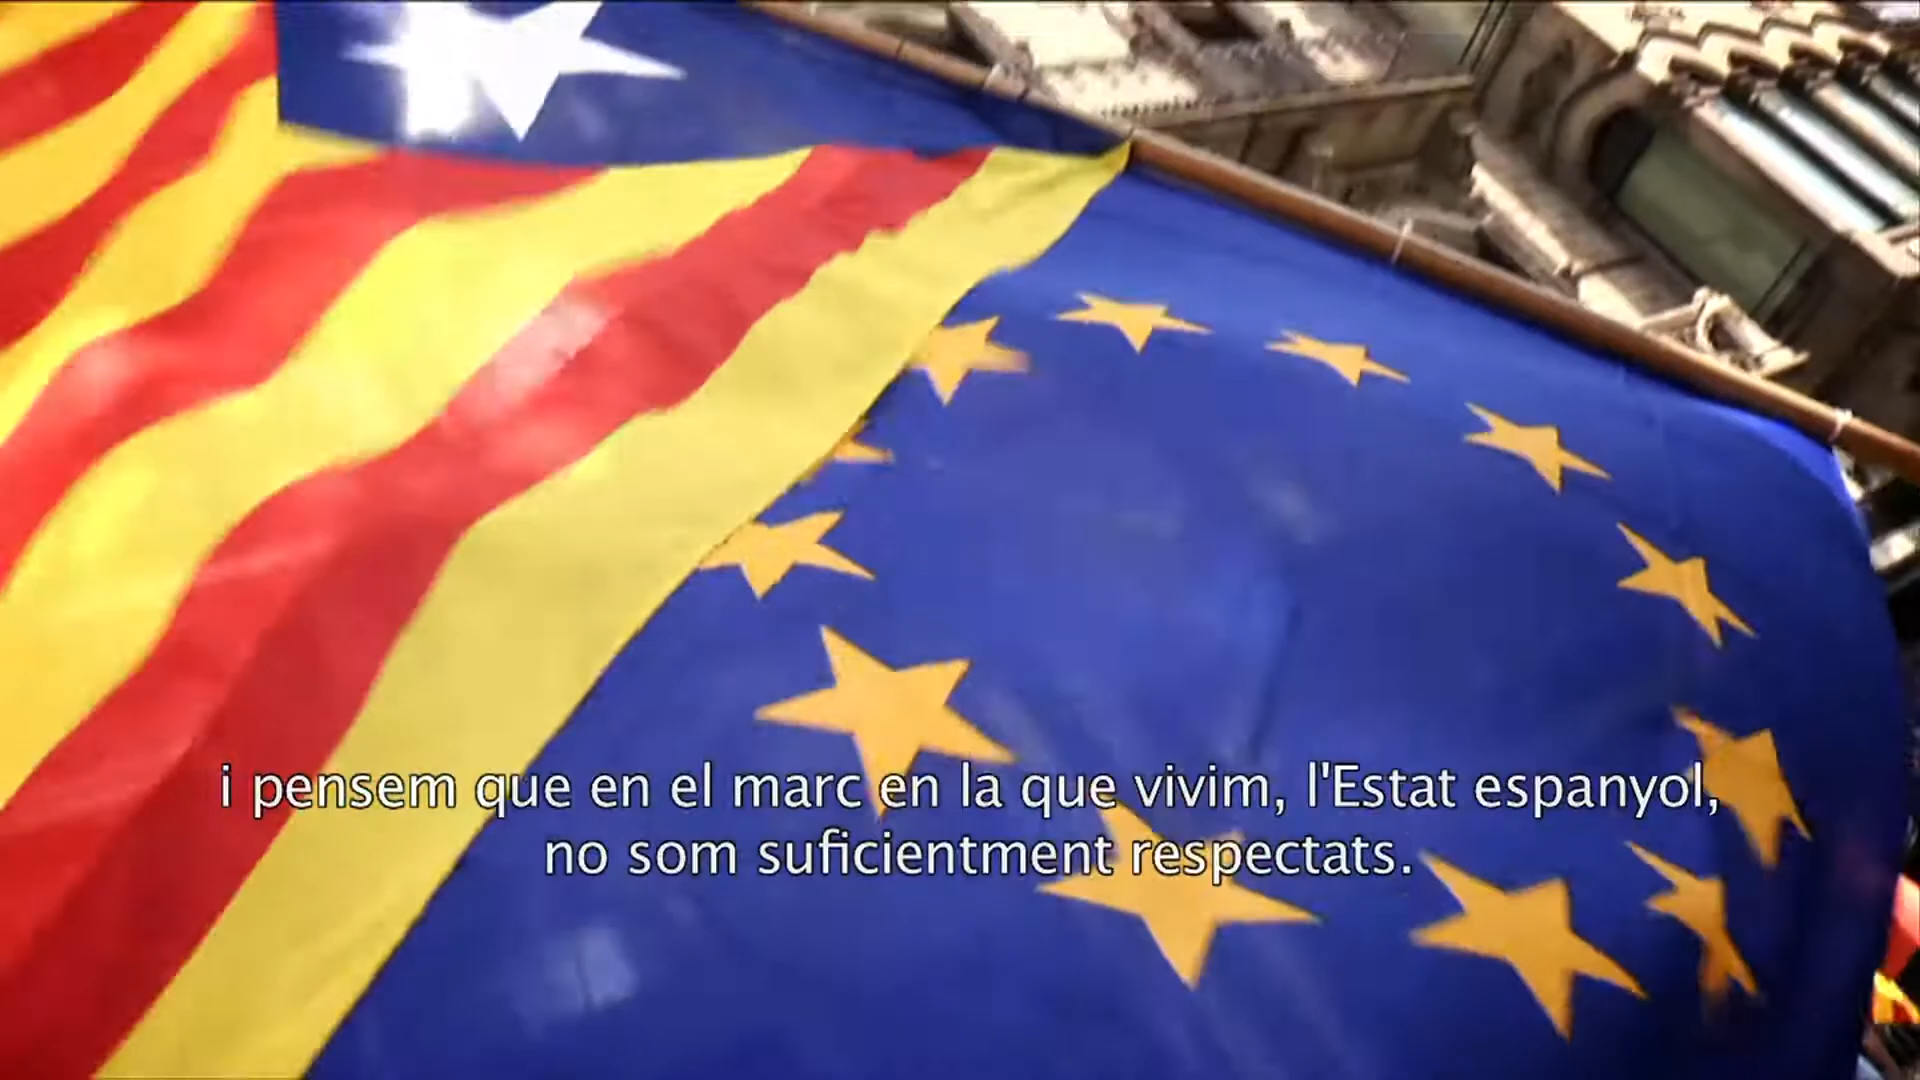 i pensem que en el marc en la que vivim, l'Estat espanyol,
no som suficientment respectats.